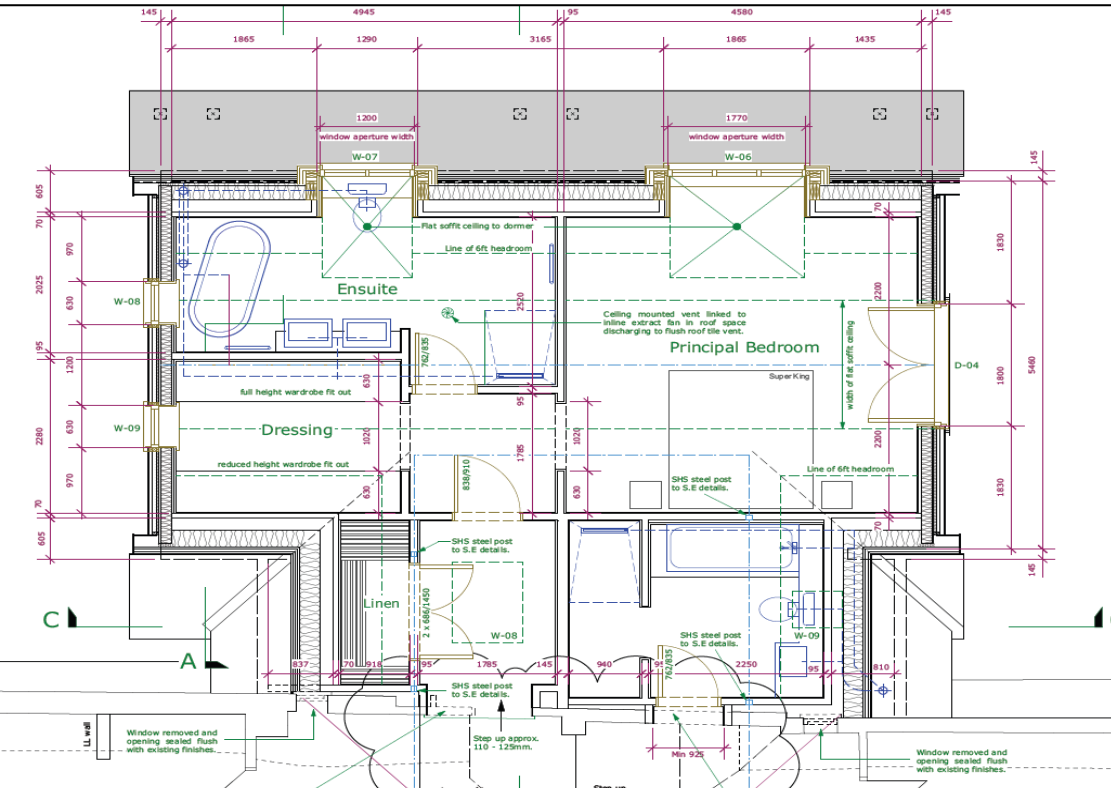 145
4945
95
4580
145
1865
1290
3165
1865
1435
1200
window aperture width
W-07
1770
window aperture width
W-06
145
605
70
70
970
1830
2025
Flat soffit ceiling to dormer
Line of 6ft headroom
Ensuite
2520
2200
W-08
630
Ceiling mounted vent linked to
inline extract fan in roof space
discharging to flush roof tile vent.
Principal Bedroom
width of flat soffit ceiling
95
1200
762/835
630
Super King
D-04
1800
5460
full height wardrobe fit out
95
W-09
630
2280
Dressing
1020
1785
1020
2200
970
reduced height wardrobe fit out
838/910
630
630
SHS steel post
to S.E details.
Line of 6ft headroom
1830
70
70
605
SHS steel post
to S.E details.
145
Linen
2 x 686/1450
W-08
W-09
C
A
SHS steel post
to S.E details.
837
70
918
95
1785
145
940
95
762/835
2250
95
810
SHS steel post
to S.E details.
LL wall
Window removed and
opening sealed flush
with existing finishes.
Step up approx.
110 - 125mm.
Min 925
Window removed and
opening sealed flush
with existing finishes.